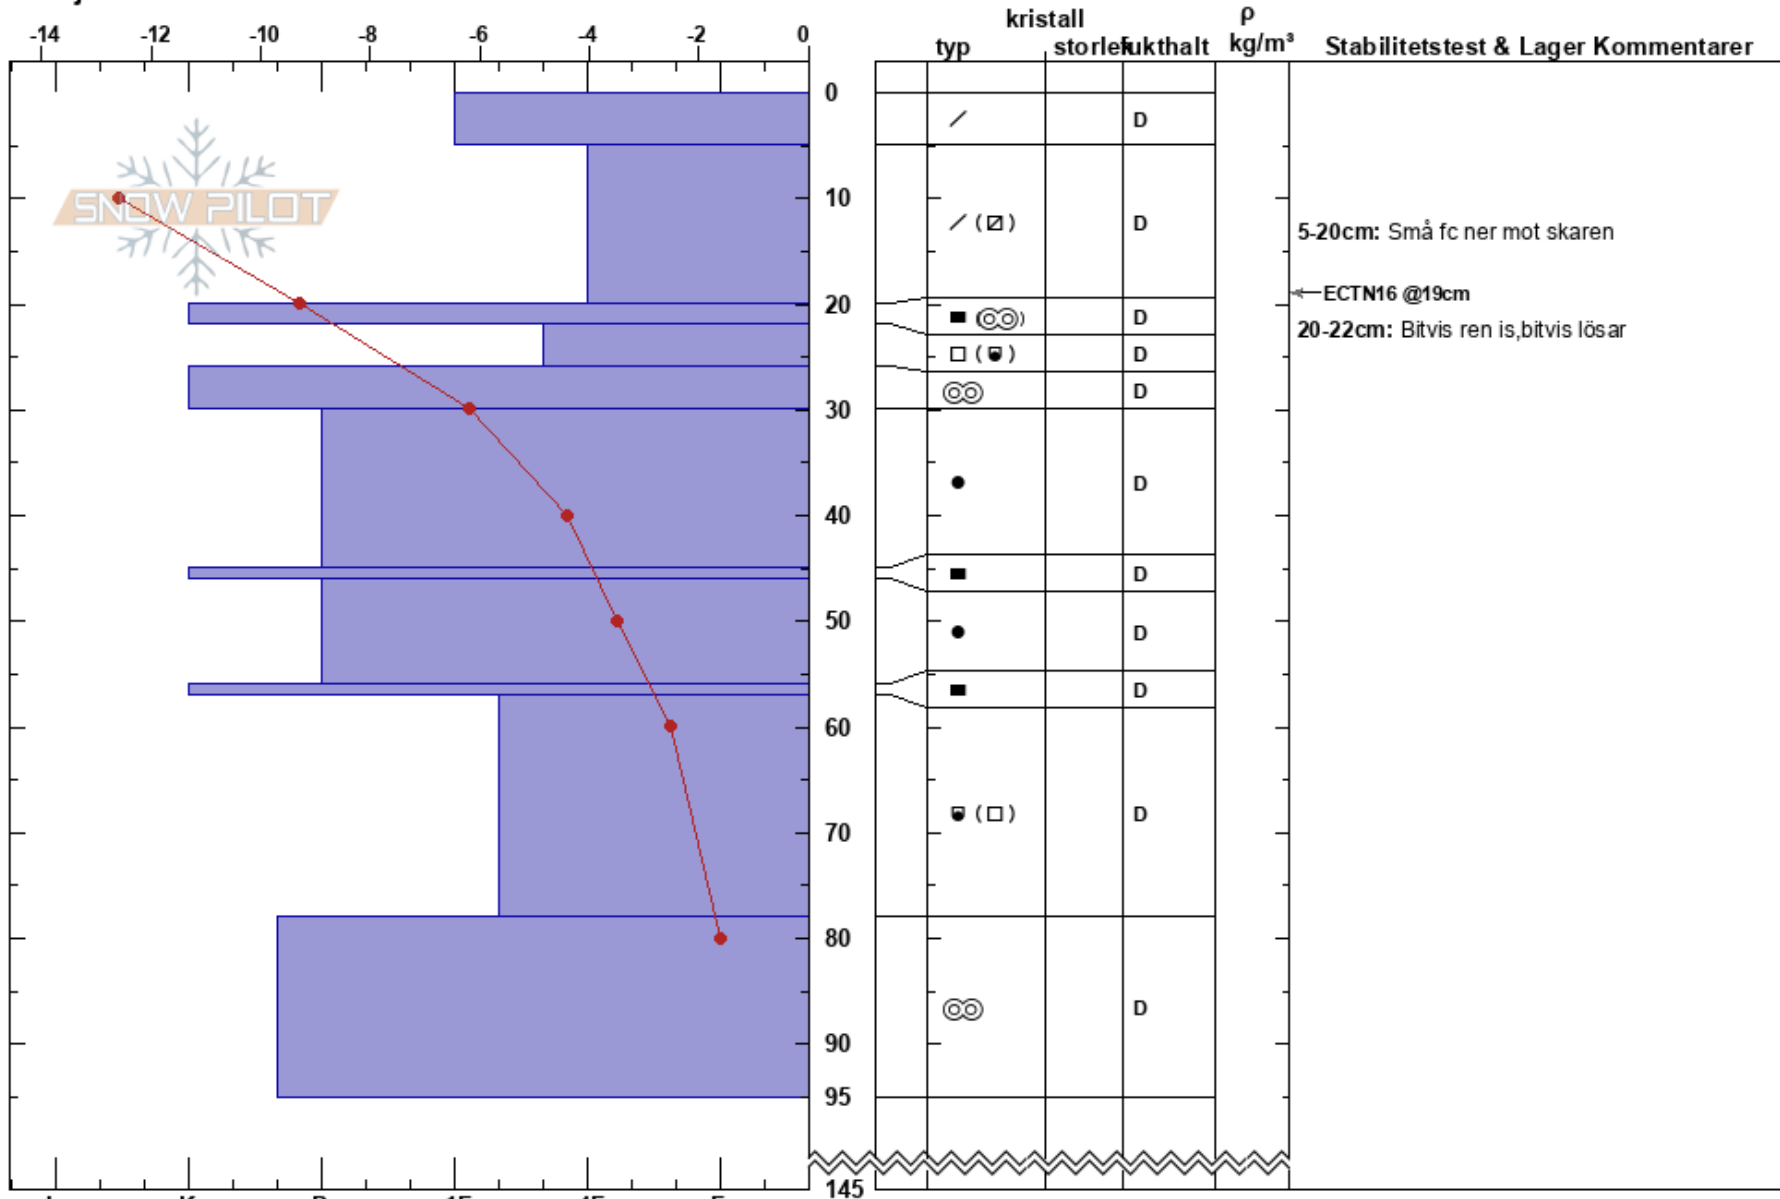 kristall ρ
-14 -12 -10 -8 -6 -4 -2 0 typ storlek fukthalt kg/m³ Stabilitetstest & Lager Kommentarer
0
D
SNOW PILOT
10
( ) D 5-20cm: Små fc ner mot skaren
ECTN16 @19cm
20 ( ) D
20-22cm: Bitvis ren is,bitvis lösar
( ) D
D
30
D
40
D
50
D
D
60
70 ( ) D
80
D
90
95
145